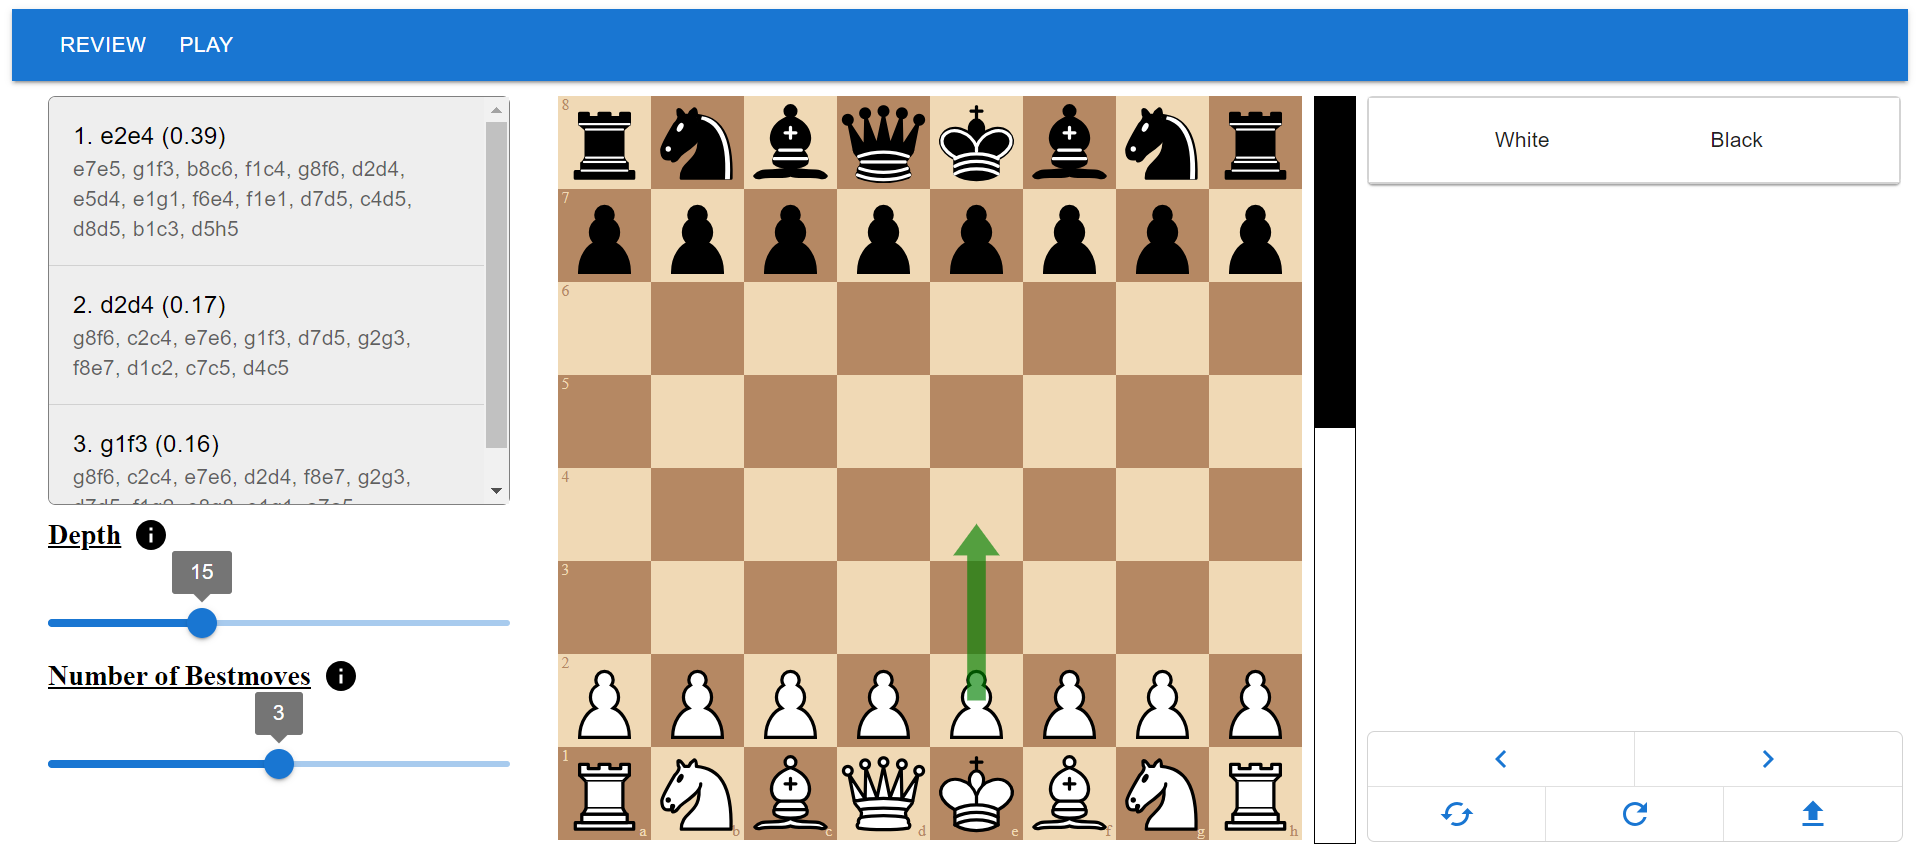 REVIEW PLAY
1. e2e4 (0.39)
e7e5, g1f3, b8c6, f1c4, g8f6, d2d4,
e5d4, e1g1, f6e4, f1e1, d7d5, c4d5,
d8d5, b1c3, d5h5
2. d2d4 (0.17)
g8f6, c2c4, e7e6, g1f3, d7d5, g2g3,
f8e7, d1c2, c7c5, d4c5
3. g1f3 (0.16)
g8f6, c2c4, e7e6, d2d4, f8e7, g2g3,
Depth
15
Number of Bestmoves
3
8
7
6
5
4
3
2
1
a b c d e f g h
White Black